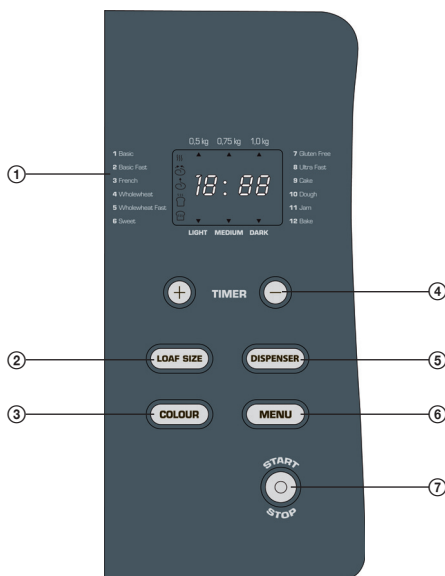 0,5 kg 0,75 kg 1,0 kg
1 Basic
2 Basic Fast
3 French
4 Wholewheat
5 Wholewheat Fast
6 Sweet
18:88
7 Gluten Free
8 Ultra Fast
9 Cake
10 Dough
11 Jam
12 Bake
LIGHT MEDIUM DARK
1
+ TIMER −
4
2
LOAF SIZE DISPENSER
5
3
COLOUR MENU
6
START
STOP
7